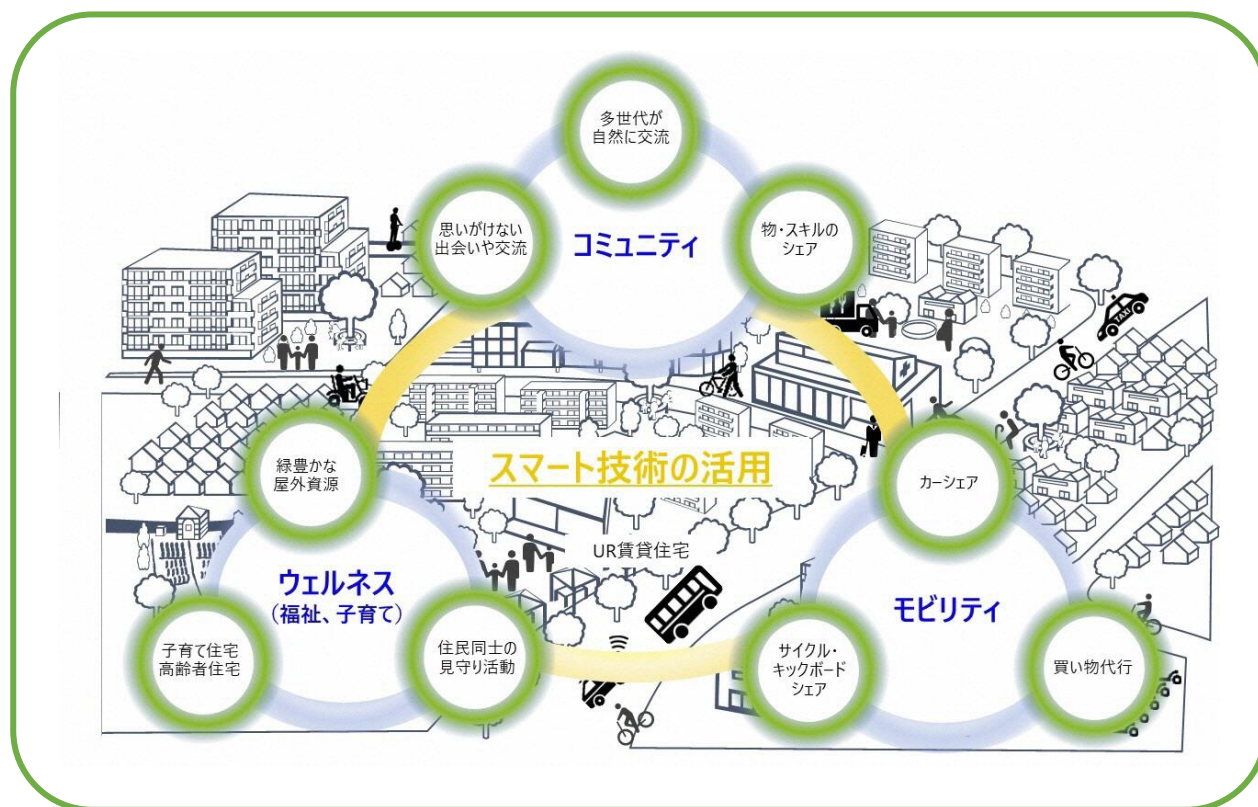 多世代が
自然に交流
思いがけない
出会いや交流
コミュニティ
物・スキルの
シェア
TAXI
スマート技術の活用
緑豊かな
屋外資源
カーシェア
UR賃貸住宅
ウェルネス
(福祉、子育て)
モビリティ
子育て住宅
高齢者住宅
住民同士の
見守り活動
サイクル・
キックボード
シェア
買い物代行